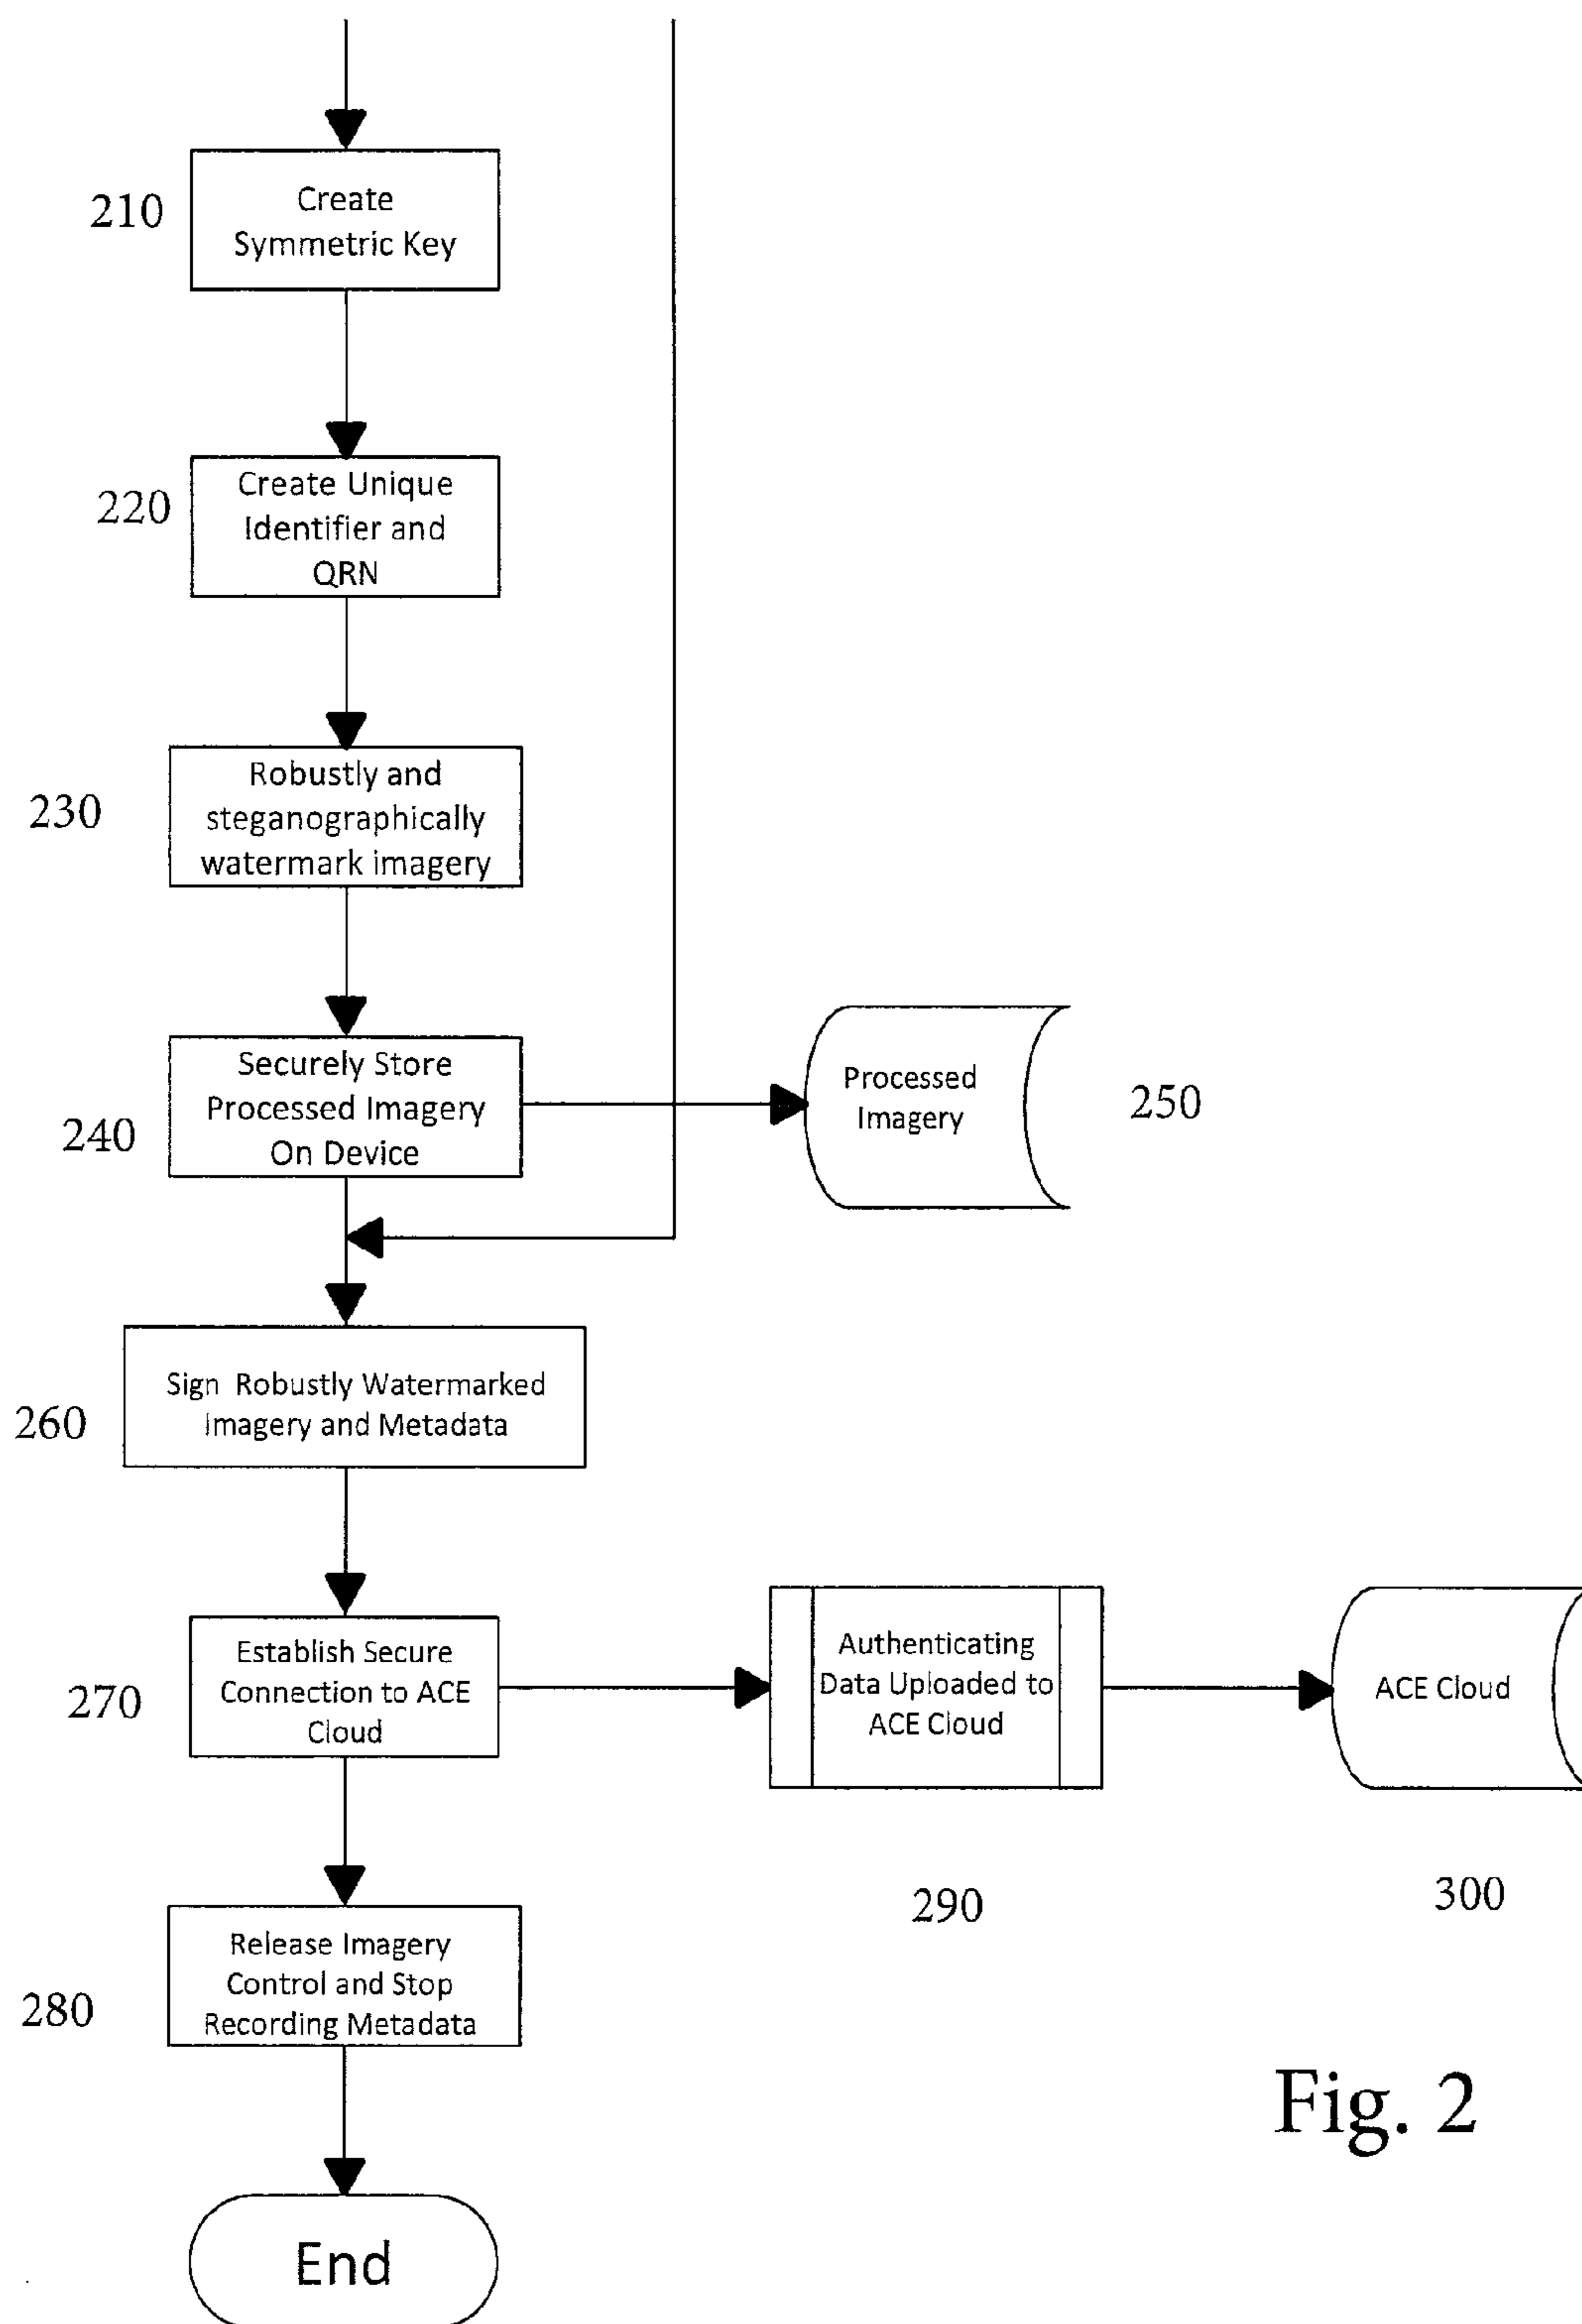 210
Create
Symmetric Key
220
Create Unique
Identifier and
QRN
230
Robustly and
steganographically
watermark imagery
240
Securely Store
Processed Imagery
On Device
Processed
Imagery
250
260
Sign Robustly Watermarked
Imagery and Metadata
270
Establish Secure
Connection to ACE
Cloud
Authenticating
Data Uploaded to
ACE Cloud
290
ACE Cloud
300
280
Release Imagery
Control and Stop
Recording Metadata
End
Fig. 2